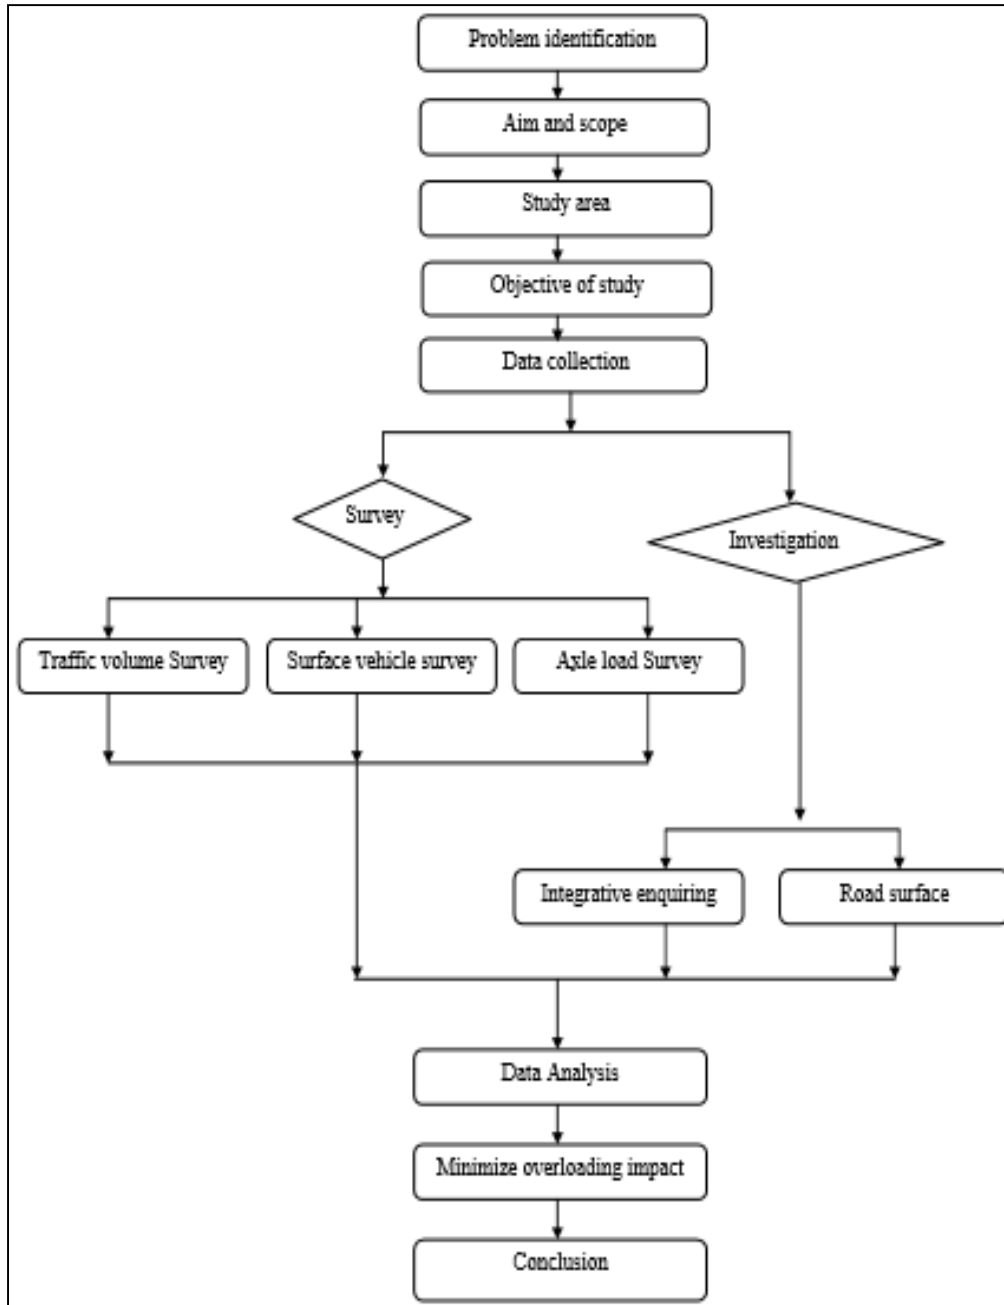 Problem identification
Aim and scope
Study area
Objective of study
Data collection
Survey
Investigation
Traffic volume Survey
Surface vehicle survey
Axle load Survey
Integrative enquiring
Road surface
Data Analysis
Minimize overloading impact
Conclusion